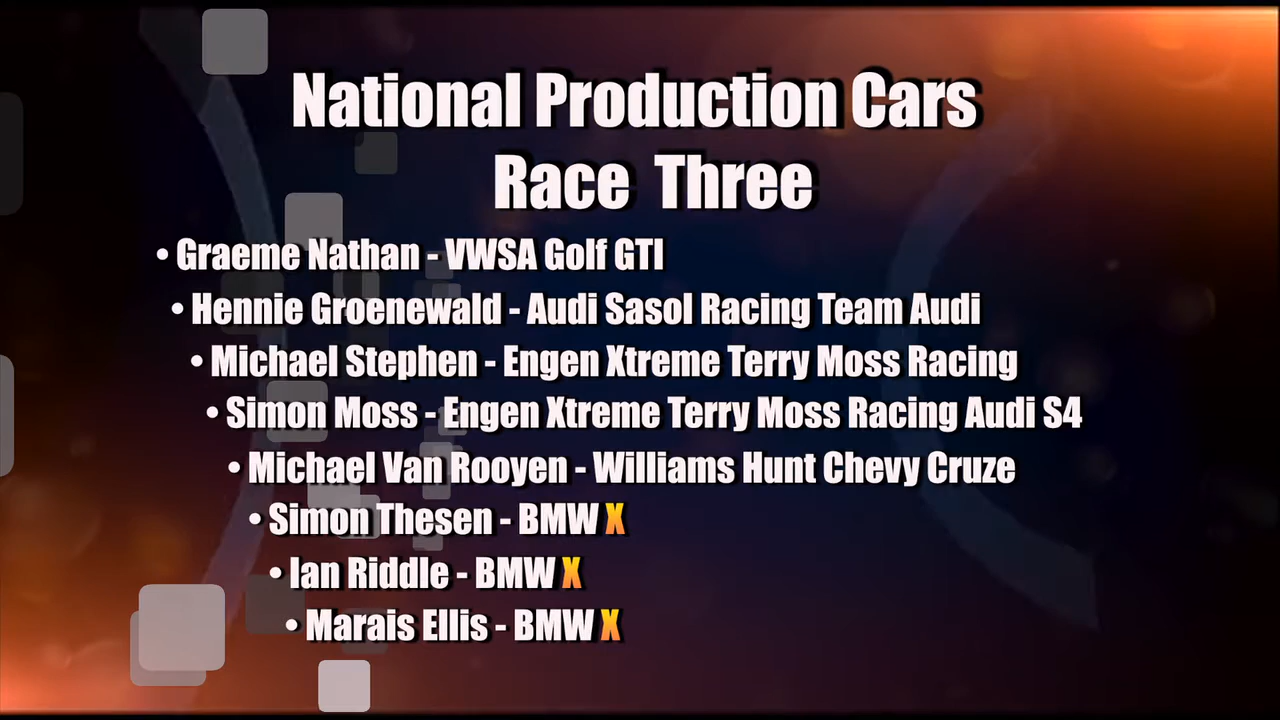 National Production Cars
Race Three
• Graeme Nathan - VWSA Golf GTI
• Hennie Groenewald - Audi Sasol Racing Team Audi
• Michael Stephen - Engen Xtreme Terry Moss Racing
• Simon Moss - Engen Xtreme Terry Moss Racing Audi S4
• Michael Van Rooyen - Williams Hunt Chevy Cruze
• Simon Thesen - BMW X
• Ian Riddle - BMW X
• Marais Ellis - BMW X